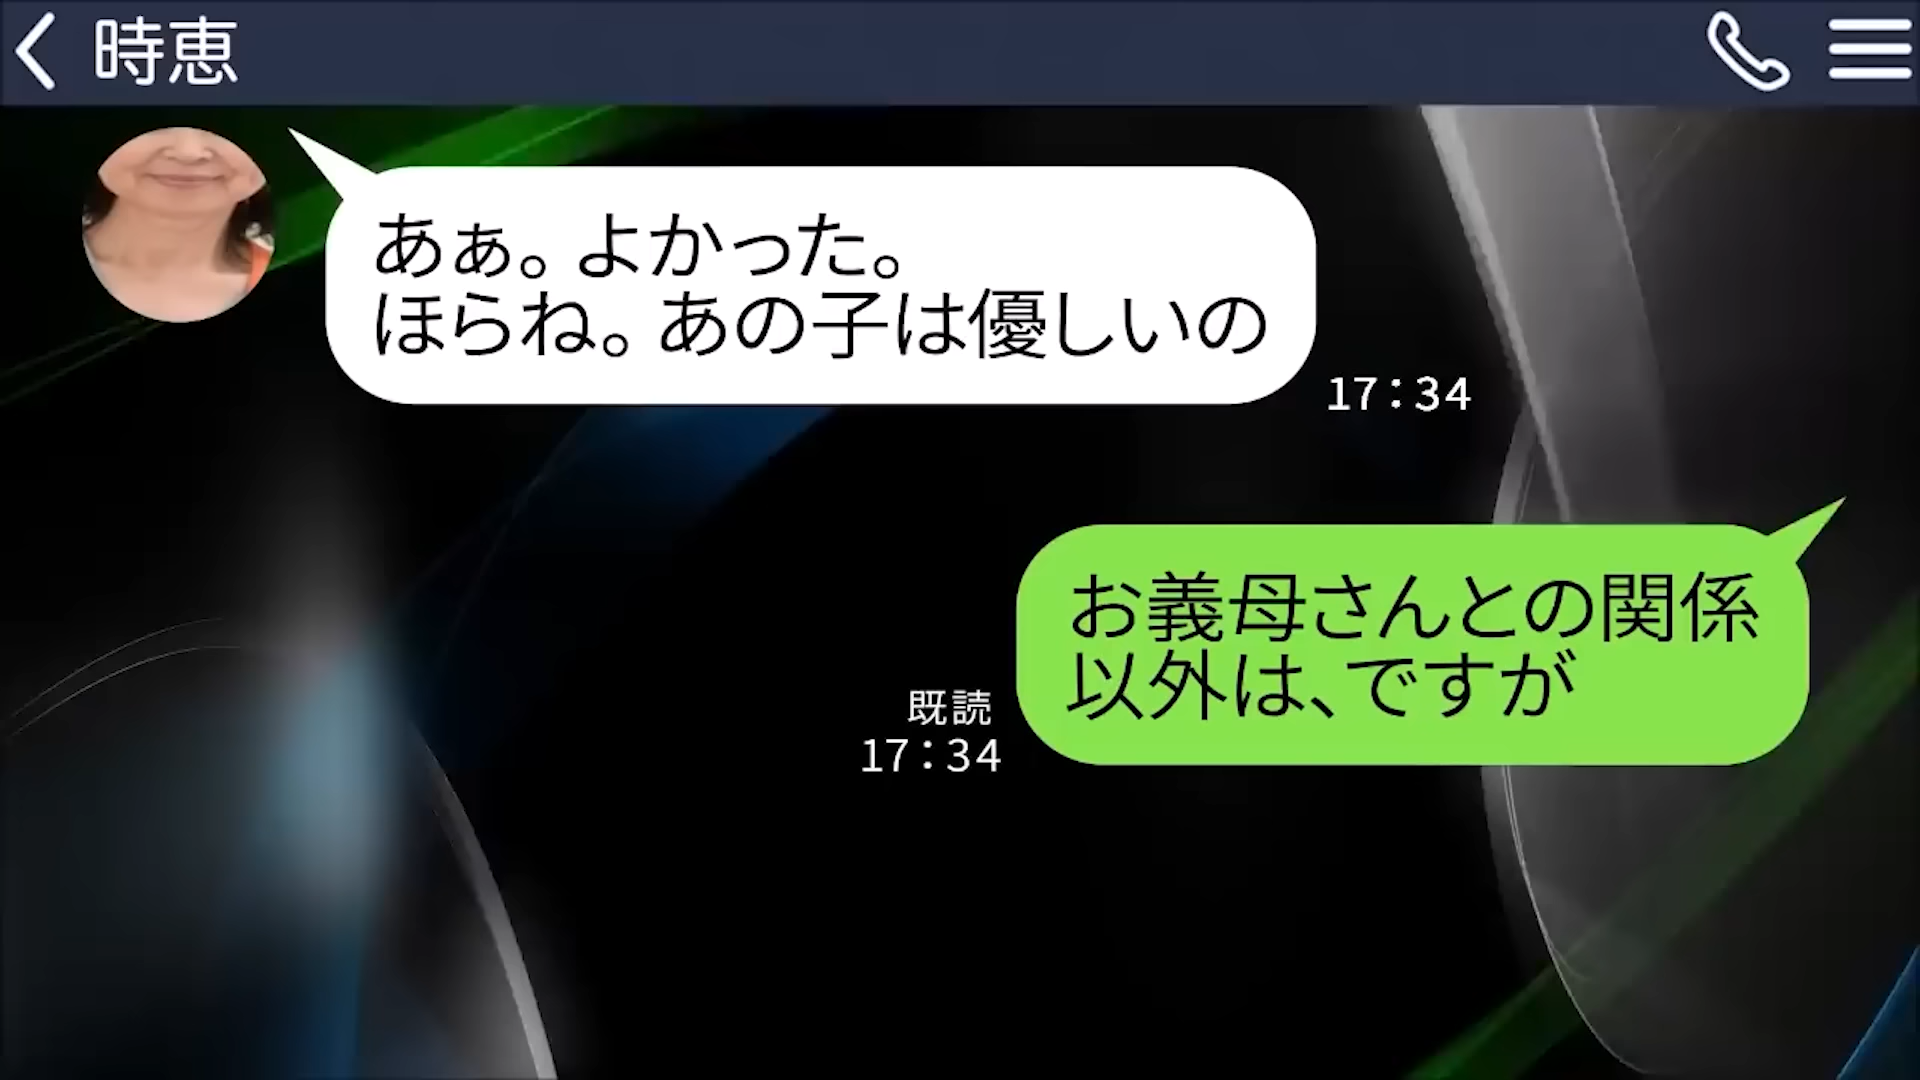 時恵
あぁ。よかった。
ほらね。あの子は優しいの
17:34
お義母さんとの関係
以外は、ですが
既読
17:34